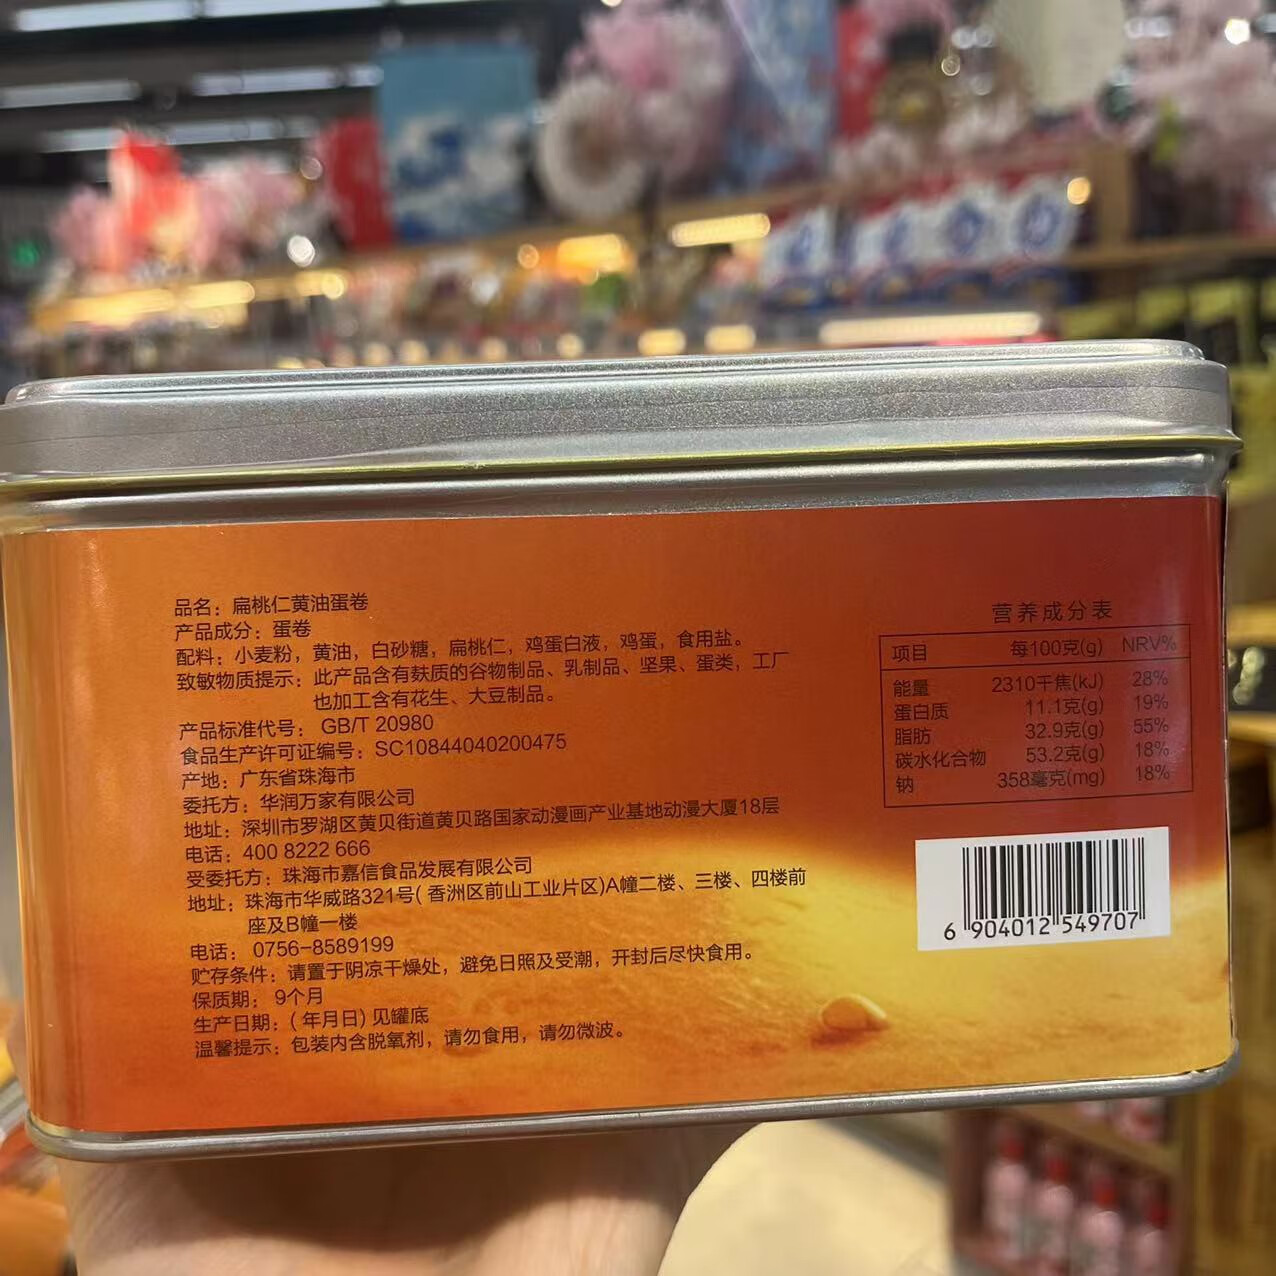 品名：扁桃仁黄油蛋卷
产品成分：蛋卷
配料：小麦粉，黄油，白砂糖，扁桃仁，鸡蛋白液，鸡蛋，食用盐。
致敏物质提示：此产品含有麸质的谷物制品、乳制品、坚果、蛋类，工厂
也加工含有花生、大豆制品。
产品标准代号：GB/T 20980
食品生产许可证编号：SC10844040200475
产地：广东省珠海市
委托方：华润万家有限公司
地址：深圳市罗湖区黄贝街道黄贝路国家动漫画产业基地动漫大厦18层
电话：400 8222 666
受委托方：珠海市嘉信食品发展有限公司
地址：珠海市华威路321号(香洲区前山工业片区)A幢二楼、三楼、四楼前
座及B幢一楼
电话：0756-8589199
贮存条件：请置于阴凉干燥处，避免日照及受潮，开封后尽快食用。
保质期：9个月
生产日期：(年月日)见罐底
温馨提示：包装内含脱氧剂，请勿食用，请勿微波。
营养成分表
项目 每100克(g) NRV%
能量 2310千焦(kJ) 28%
蛋白质 11.1克(g) 19%
脂肪 32.9克(g) 55%
碳水化合物 53.2克(g) 18%
钠 358毫克(mg) 18%
6 904012 549707